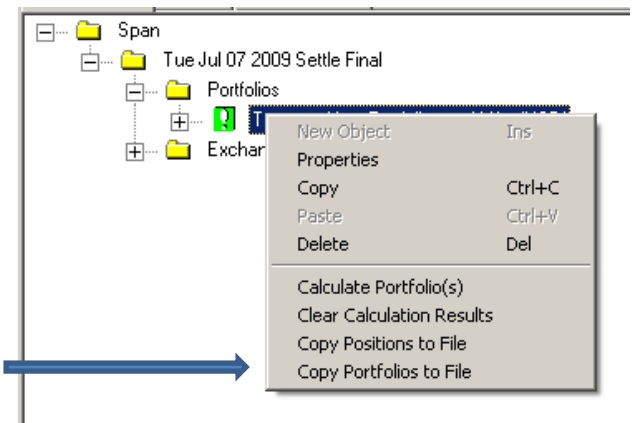 Span
Tue Jul 07 2009 Settle Final
Portfolios
New Object Ins
Properties
Copy Ctrl+C
Paste Ctrl+V
Delete Del
Calculate Portfolio(s)
Clear Calculation Results
Copy Positions to File
Copy Portfolios to File